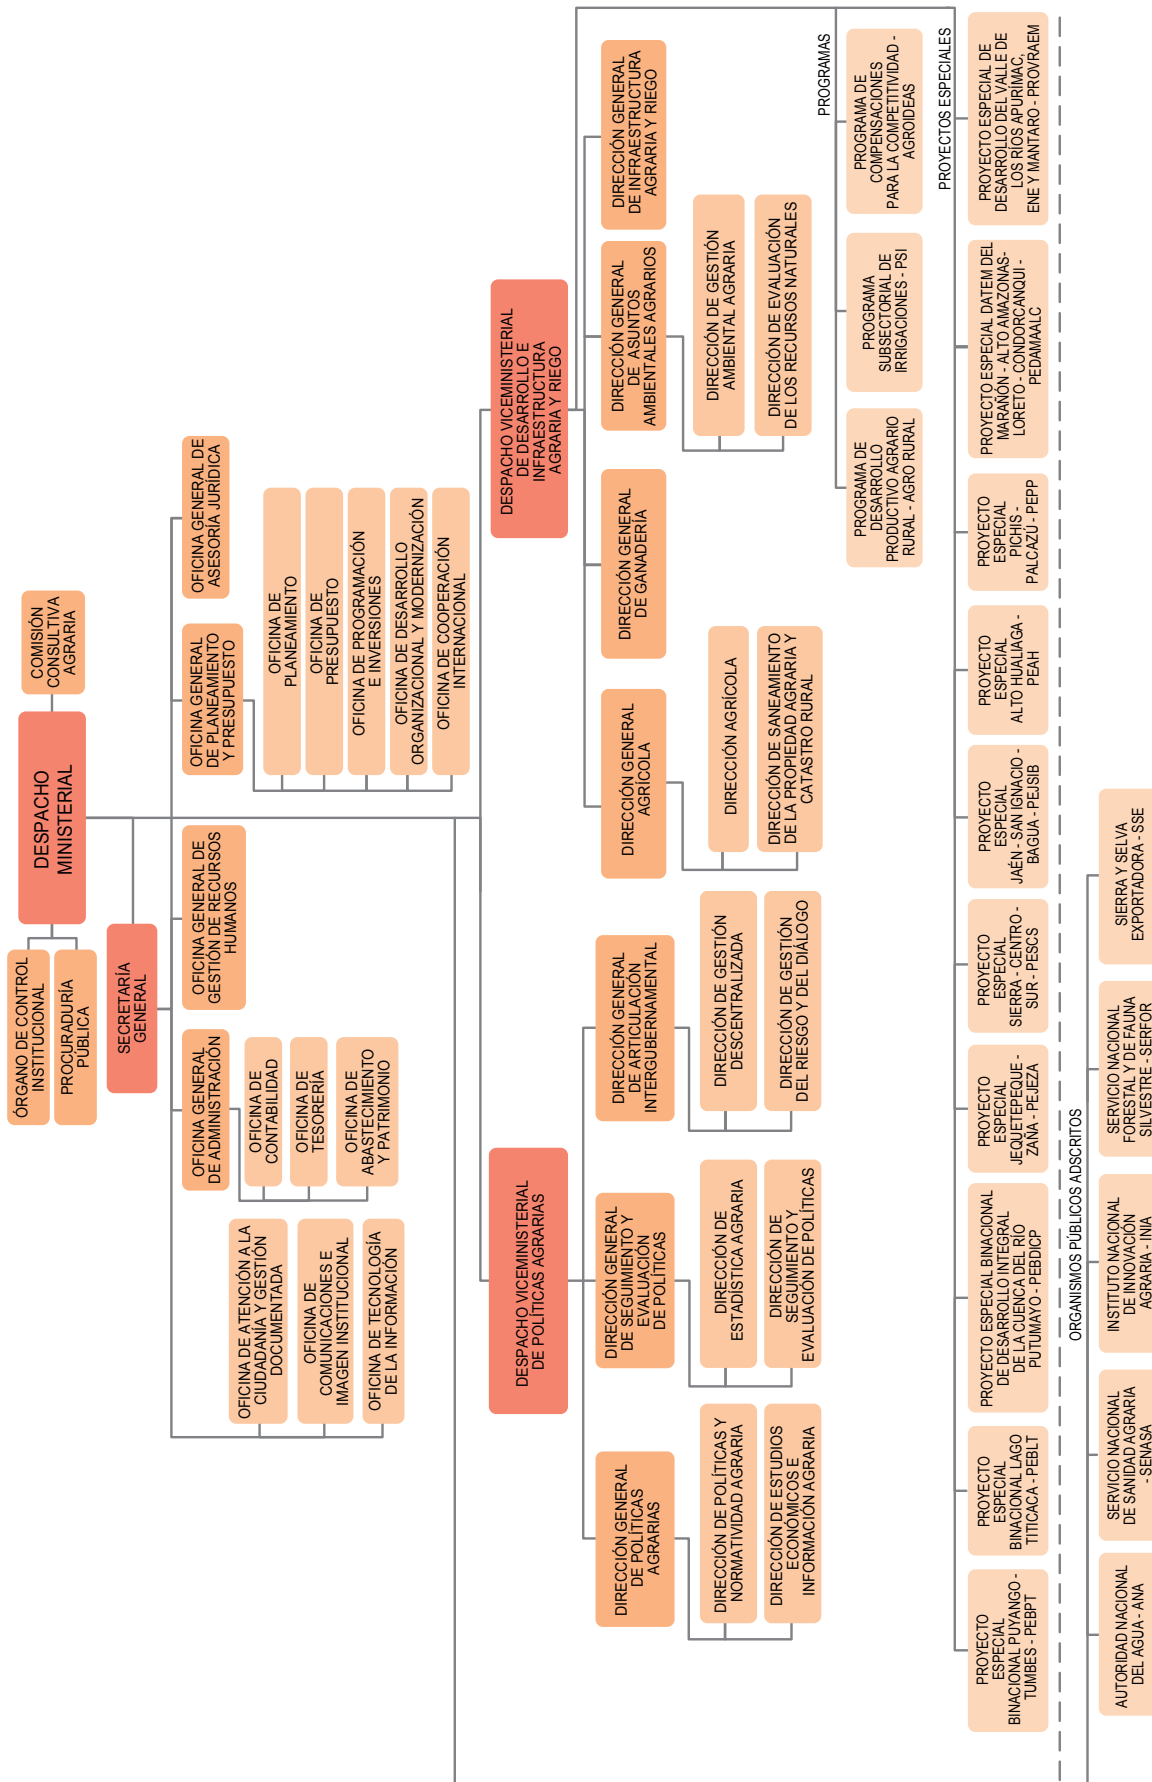 ÓRGANO DE CONTROL
INSTITUCIONAL
PROCURADURÍA
PÚBLICA
DESPACHO
MINISTERIAL
COMISIÓN
CONSULTIVA
AGRARIA
SECRETARÍA
GENERAL
OFICINA GENERAL
DE ADMINISTRACIÓN
OFICINA GENERAL DE
GESTIÓN DE RECURSOS
HUMANOS
OFICINA GENERAL
DE PLANEAMIENTO
Y PRESUPUESTO
OFICINA GENERAL DE
ASESORÍA JURÍDICA
OFICINA DE ATENCIÓN A LA
CIUDADANÍA Y GESTIÓN
DOCUMENTADA
OFICINA DE
COMUNICACIONES E
IMAGEN INSTITUCIONAL
OFICINA DE TECNOLOGÍA
DE LA INFORMACIÓN
OFICINA DE
CONTABILIDAD
OFICINA DE
TESORERÍA
OFICINA DE
ABASTECIMIENTO
Y PATRIMONIO
OFICINA DE
PLANEAMIENTO
OFICINA DE
PRESUPUESTO
OFICINA DE PROGRAMACIÓN
E INVERSIONES
OFICINA DE DESARROLLO
ORGANIZACIONAL Y MODERNIZACIÓN
OFICINA DE COOPERACIÓN
INTERNACIONAL
DESPACHO VICEMINISTERIAL
DE POLÍTICAS AGRARIAS
DESPACHO VICEMINISTERIAL
DE DESARROLLO E
INFRAESTRUCTURA
AGRARIA Y RIEGO
DIRECCIÓN GENERAL
DE POLÍTICAS
AGRARIAS
DIRECCIÓN GENERAL
DE SEGUIMIENTO Y
EVALUACIÓN
DE POLÍTICAS
DIRECCIÓN GENERAL
DE ARTICULACIÓN
INTERGUBERNAMENTAL
DIRECCIÓN GENERAL
AGRÍCOLA
DIRECCIÓN GENERAL
DE GANADERÍA
DIRECCIÓN GENERAL
DE ASUNTOS
AMBIENTALES AGRARIOS
DIRECCIÓN GENERAL
DE INFRAESTRUCTURA
AGRARIA Y RIEGO
DIRECCIÓN DE POLÍTICAS Y
NORMATIVIDAD AGRARIA
DIRECCIÓN DE ESTUDIOS
ECONÓMICOS E
INFORMACIÓN AGRARIA
DIRECCIÓN DE
ESTADÍSTICA AGRARIA
DIRECCIÓN DE
SEGUIMIENTO Y
EVALUACIÓN DE POLÍTICAS
DIRECCIÓN DE GESTIÓN
DESCENTRALIZADA
DIRECCIÓN DE GESTIÓN
DEL RIESGO Y DEL DIÁLOGO
DIRECCIÓN AGRÍCOLA
DIRECCIÓN DE SANEAMIENTO
DE LA PROPIEDAD AGRARIA Y
CATASTRO RURAL
DIRECCIÓN DE GESTIÓN
AMBIENTAL AGRARIA
DIRECCIÓN DE EVALUACIÓN
DE LOS RECURSOS NATURALES
PROGRAMAS
PROGRAMA DE
DESARROLLO
PRODUCTIVO AGRARIO
RURAL - AGRO RURAL
PROGRAMA
SUBSECTORIAL DE
IRRIGACIONES - PSI
PROGRAMA DE
COMPENSACIONES
PARA LA COMPETITIVIDAD -
AGROIDEAS
PROYECTOS ESPECIALES
PROYECTO
ESPECIAL
BINACIONAL PUYANGO -
TUMBES - PEBPT
PROYECTO
ESPECIAL
BINACIONAL LAGO
TITICACA - PEBLT
PROYECTO ESPECIAL BINACIONAL
DE DESARROLLO INTEGRAL
DE LA CUENCA DEL RÍO
PUTUMAYO - PEBDICP
PROYECTO
ESPECIAL
JEQUETEPEQUE -
ZAÑA - PEJEZA
PROYECTO
ESPECIAL
SIERRA - CENTRO -
SUR - PESCS
PROYECTO
ESPECIAL
JAÉN - SAN IGNACIO -
BAGUA - PEJSIB
PROYECTO
ESPECIAL
ALTO HUALIAGA -
PEAH
PROYECTO
ESPECIAL
PICHIS -
PALCAZÚ - PEPP
PROYECTO ESPECIAL DATEM DEL
MARAÑÓN - ALTO AMAZONAS-
LORETO - CONDORCANQUI -
PEDAMAALC
PROYECTO ESPECIAL DE
DESARROLLO DEL VALLE DE
LOS RÍOS APURÍMAC,
ENE Y MANTARO - PROVRAEM
ORGANISMOS PÚBLICOS ADSCRITOS
AUTORIDAD NACIONAL
DEL AGUA - ANA
SERVICIO NACIONAL
DE SANIDAD AGRARIA
- SENASA
INSTITUTO NACIONAL
DE INNOVACIÓN
AGRARIA - INIA
SERVICIO NACIONAL
FORESTAL Y DE FAUNA
SILVESTRE - SERFOR
SIERRA Y SELVA
EXPORTADORA - SSE